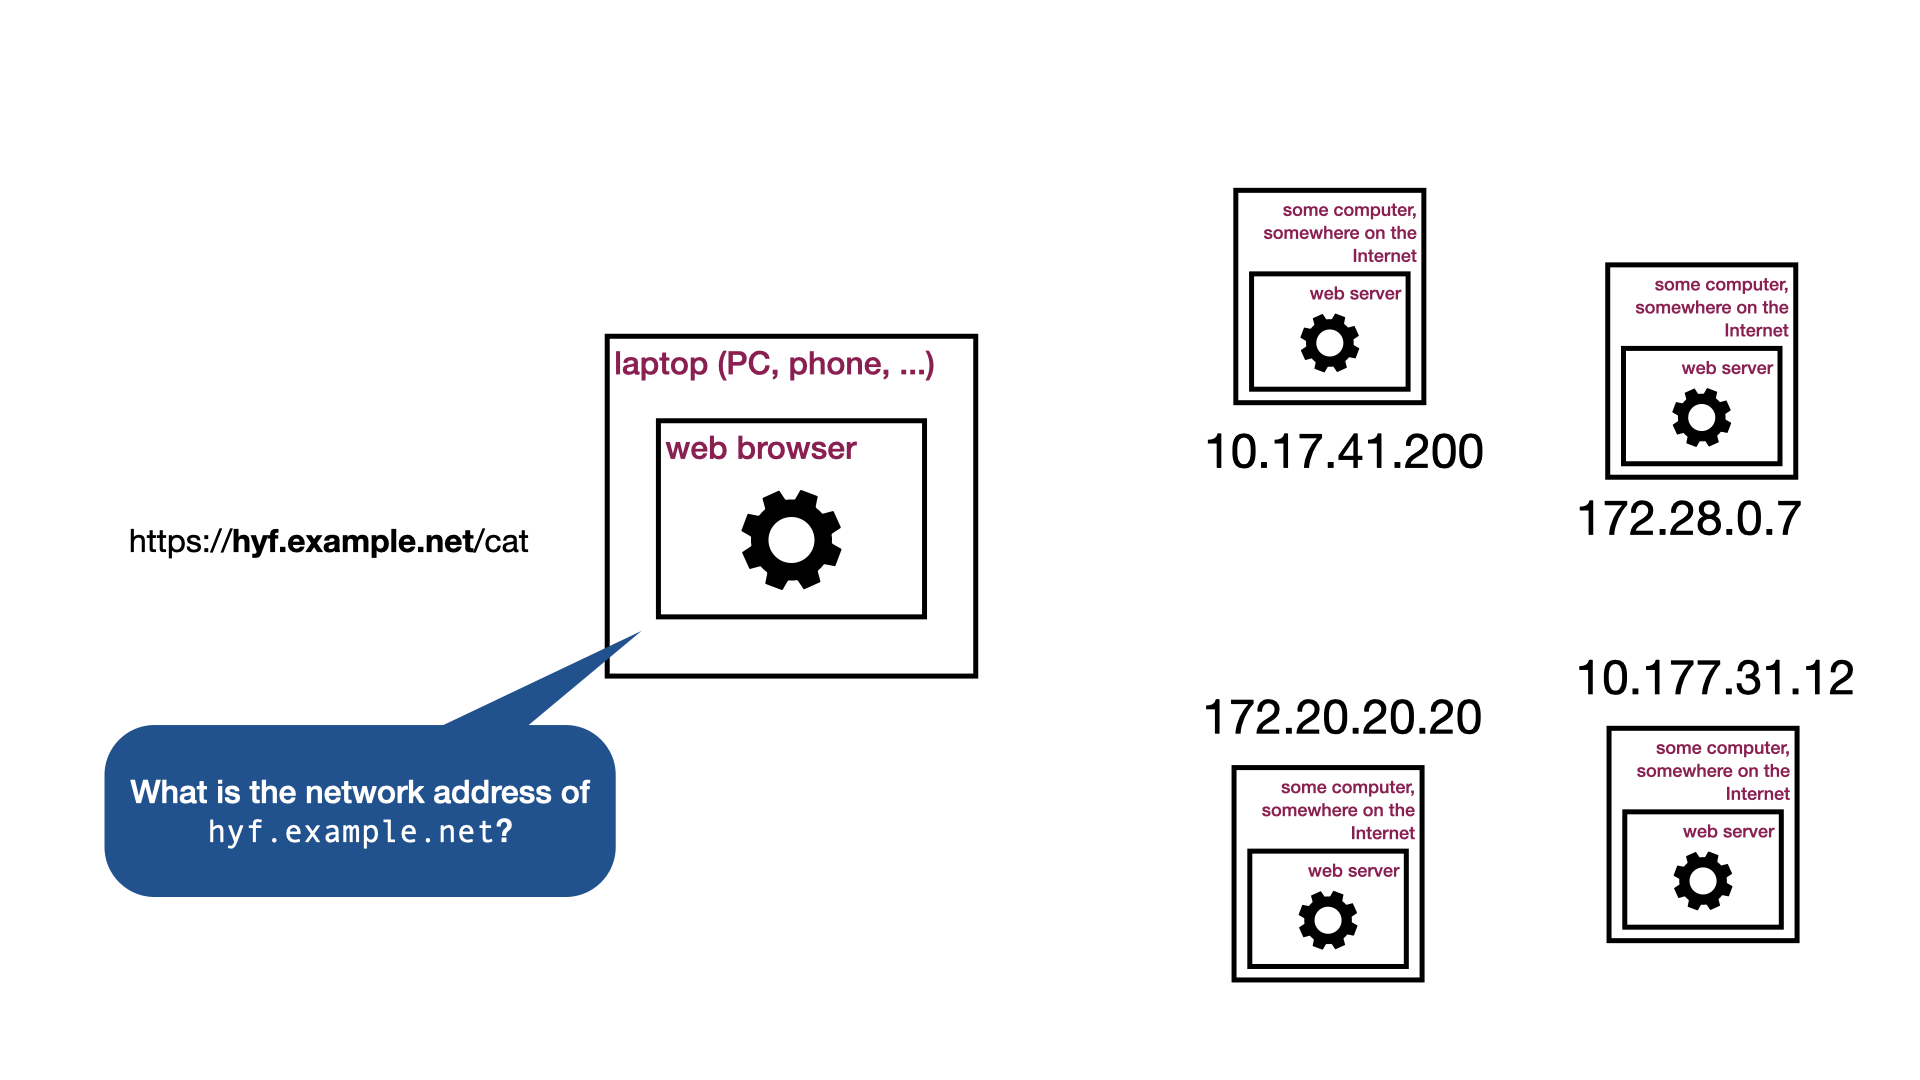 https://hyf.example.net/cat
laptop (PC, phone, ...)
web browser
What is the network address of
hyf.example.net?
some computer,
somewhere on the
Internet
web server
10.17.41.200
some computer,
somewhere on the
Internet
web server
172.28.0.7
172.20.20.20
some computer,
somewhere on the
Internet
web server
10.177.31.12
some computer,
somewhere on the
Internet
web server